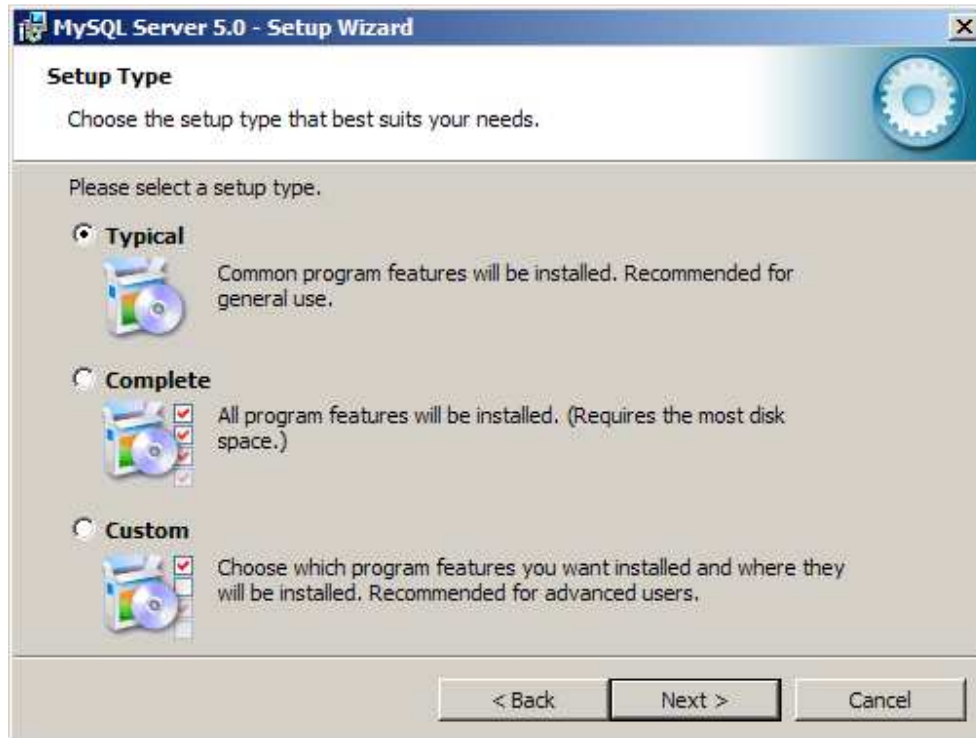 MySQL Server 5.0 - Setup Wizard
Setup Type
Choose the setup type that best suits your needs.
Please select a setup type.
Typical
Common program features will be installed. Recommended for
general use.
Complete
All program features will be installed. (Requires the most disk
space.)
Custom
Choose which program features you want installed and where they
will be installed. Recommended for advanced users.
< Back
Next >
Cancel